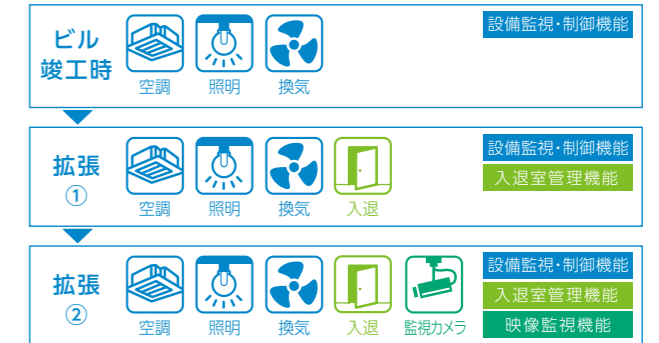 ビル
竣工時
空調
照明
換気
設備監視・制御機能
拡張
①
空調
照明
換気
入退
設備監視・制御機能
入退室管理機能
拡張
②
空調
照明
換気
入退
監視カメラ
設備監視・制御機能
入退室管理機能
映像監視機能